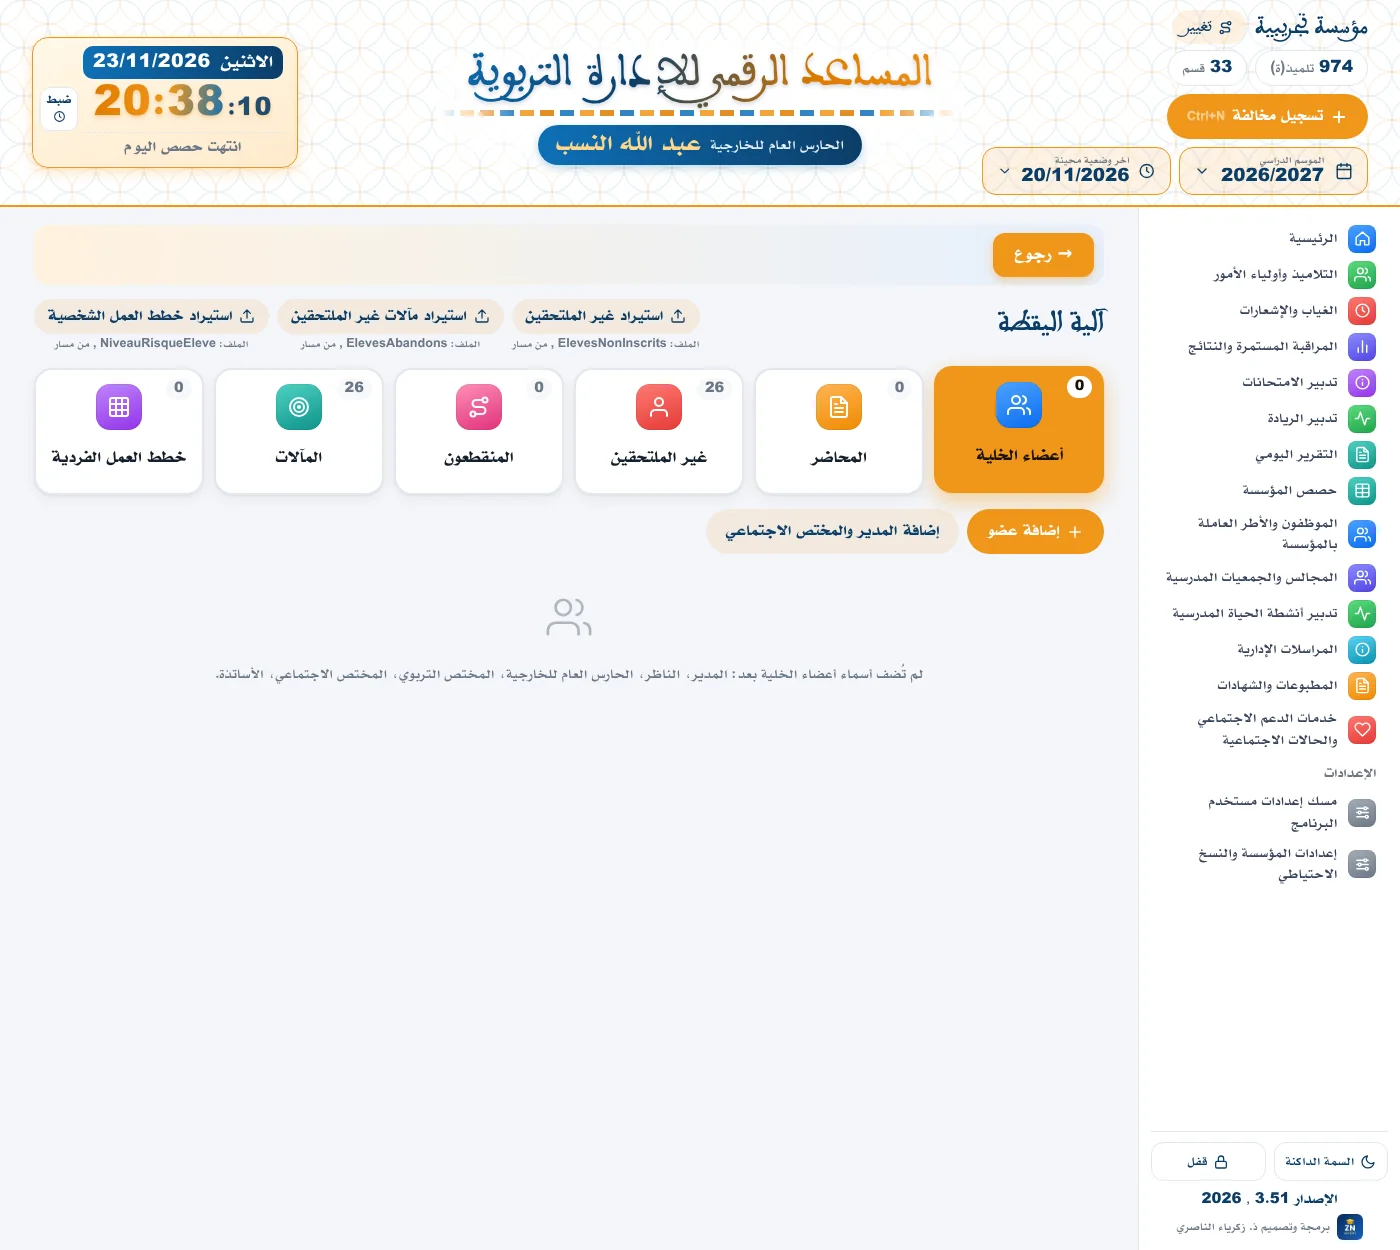 مؤسسة تجريبية
تغيير
974 تلميذ(ة)
33 قسم
+ تسجيل مخالفة Ctrl+N
الموسم الدراسي
2026/2027
اخر وضعية محينة
20/11/2026
المساعد الرقمي للإدارة التربوية
الحارس العام للخارجية عبد الله النسب
الاثنين 23/11/2026
20:38:10
ضبط
انتهت حصص اليوم
الرئيسية
التلاميذ وأولياء الأمور
الغياب والإشعارات
المراقبة المستمرة والنتائج
تدبير الامتحانات
تدبير الريادة
التقرير اليومي
حصص المؤسسة
الموظفون والأطر العاملة
بالمؤسسة
المجالس والجمعيات المدرسية
تدبير أنشطة الحياة المدرسية
المراسلات الإدارية
المطبوعات والشهادات
خدمات الدعم الاجتماعي
والحالات الاجتماعية
الإعدادات
مسك إعدادات مستخدم
البرنامج
إعدادات المؤسسة والنسخ
الاحتياطي
السمة الداكنة
قفل
الإصدار 3.51 , 2026
برمجة وتصميم ذ. زكرياء الناصري
ZN
→ رجوع
آلية اليقظة
استيراد غير الملتحقين
الملف: ElevesNonInscrits , من مسار
استيراد مآلات غير الملتحقين
الملف: ElevesAbandons , من مسار
استيراد خطط العمل الشخصية
الملف: NiveauRisqueEleve , من مسار
0
أعضاء الخلية
0
المحاضر
26
غير الملتحقين
0
المنقطعون
26
المآلات
0
خطط العمل الفردية
+ إضافة عضو
إضافة المدير والمختص الاجتماعي
لم تُضف أسماء أعضاء الخلية بعد: المدير، الناظر، الحارس العام للخارجية، المختص التربوي، المختص الاجتماعي، الأساتذة.